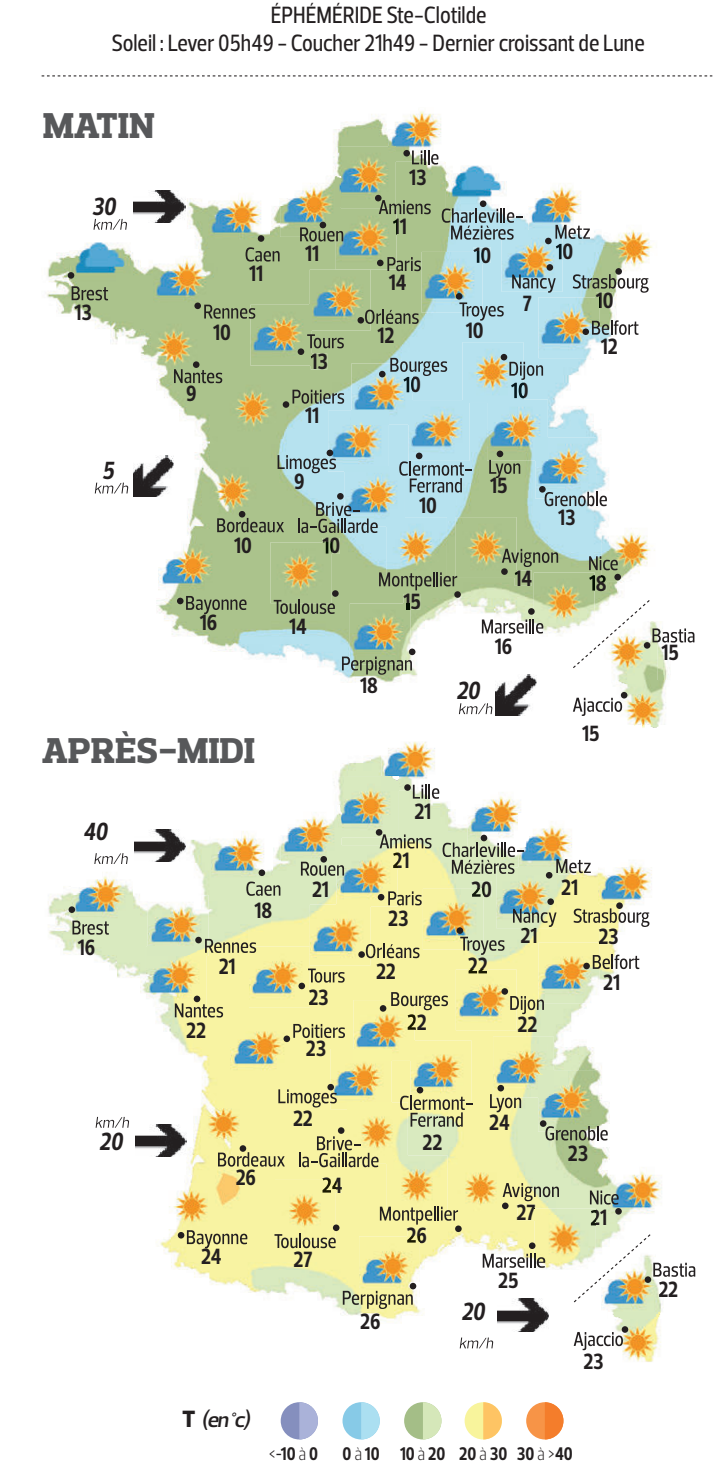 ÉPHÉMÉRIDE Ste-Clotilde
Soleil : Lever 05h49 - Coucher 21h49 - Dernier croissant de Lune
MATIN
Lille
13
30
km/h
Amiens
11
Charleville-
Mézières
10
Metz
10
Rouen
11
Caen
11
Paris
14
Nancy
7
Strasbourg
10
Brest
13
Rennes
10
Orléans
12
Troyes
10
Belfort
12
Tours
13
Nantes
9
Bourges
10
Dijon
10
Poitiers
11
5
km/h
Limoges
9
Clermont-
Ferrand
10
Lyon
15
Grenoble
13
Bordeaux
10
Brive-
la-Gaillarde
10
Bayonne
16
Toulouse
14
Montpellier
15
Avignon
14
Nice
18
Marseille
16
Perpignan
18
20
km/h
Bastia
15
Ajaccio
15
APRÈS-MIDI
Lille
21
40
km/h
Amiens
21
Charleville-
Mézières
20
Metz
21
Rouen
21
Caen
18
Paris
23
Nancy
21
Strasbourg
23
Brest
16
Rennes
21
Orléans
22
Troyes
22
Belfort
21
Tours
23
Nantes
22
Bourges
22
Dijon
22
Poitiers
23
Limoges
22
Clermont-
Ferrand
22
Lyon
24
Grenoble
23
km/h
20
Bordeaux
26
Brive-
la-Gaillarde
24
Bayonne
24
Toulouse
27
Montpellier
26
Avignon
27
Nice
21
Marseille
25
Perpignan
26
20
km/h
Bastia
22
Ajaccio
23
T (en °c)
<-10 à 0 0 à 10 10 à 20 20 à 30 30 à >40